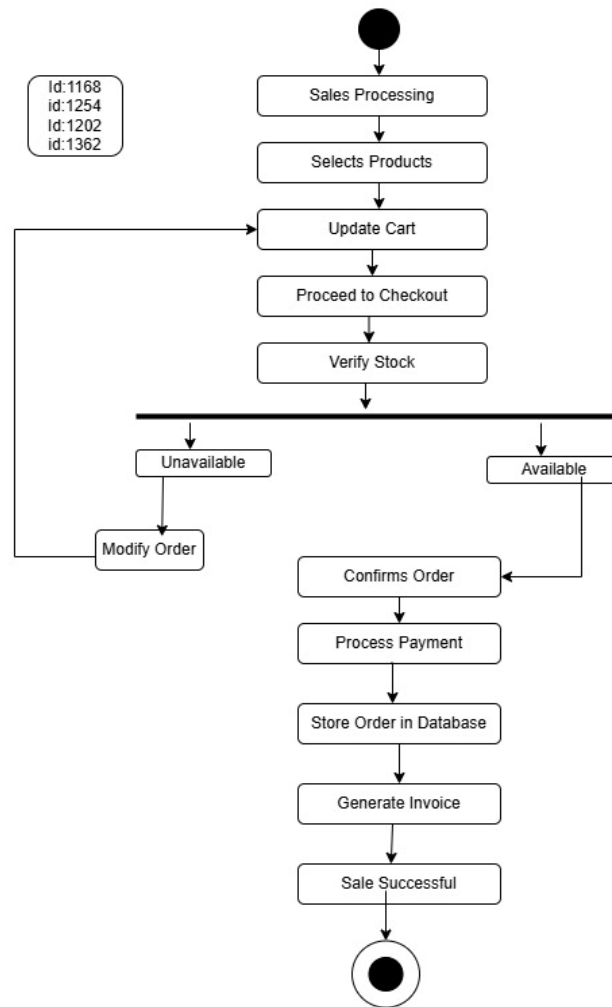 Id:1168
id:1254
Id:1202
id:1362
Sales Processing
Selects Products
Update Cart
Proceed to Checkout
Verify Stock
Unavailable
Available
Modify Order
Confirms Order
Process Payment
Store Order in Database
Generate Invoice
Sale Successful